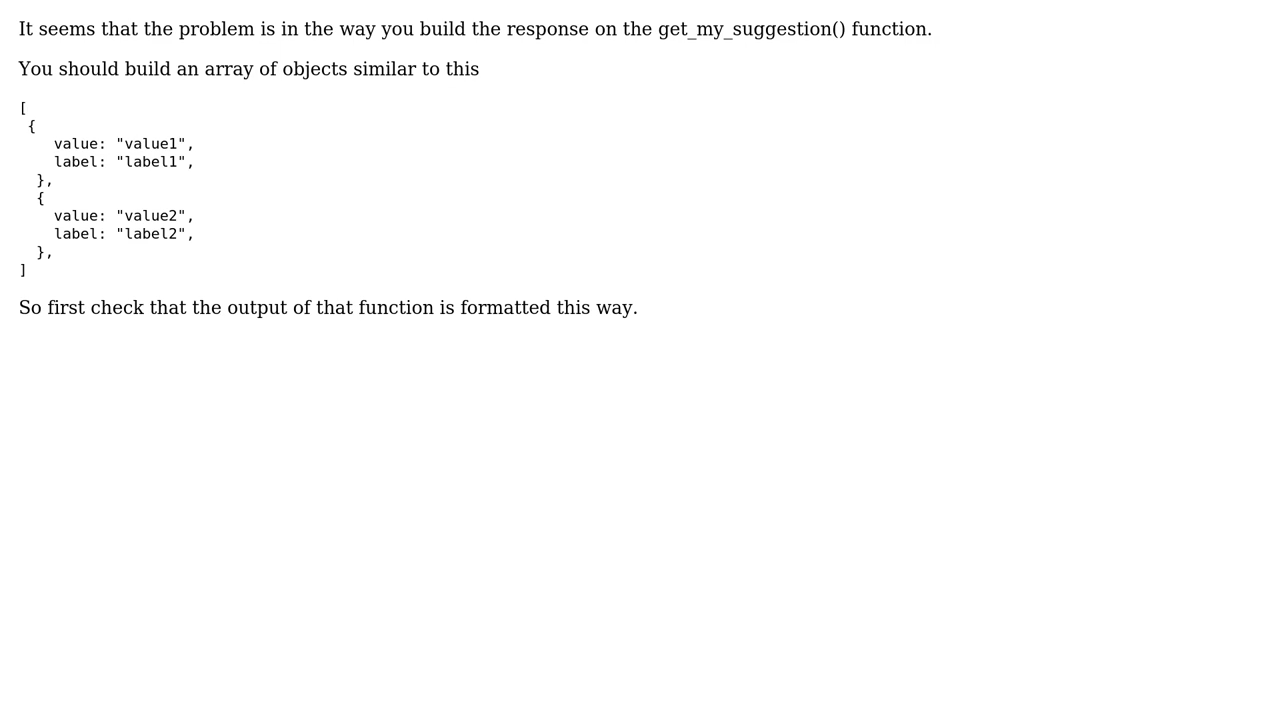 It seems that the problem is in the way you build the response on the get_my_suggestion() function.
You should build an array of objects similar to this
[
 {
    value: "value1",
    label: "label1",
  },
  {
    value: "value2",
    label: "label2",
  },
]
So first check that the output of that function is formatted this way.